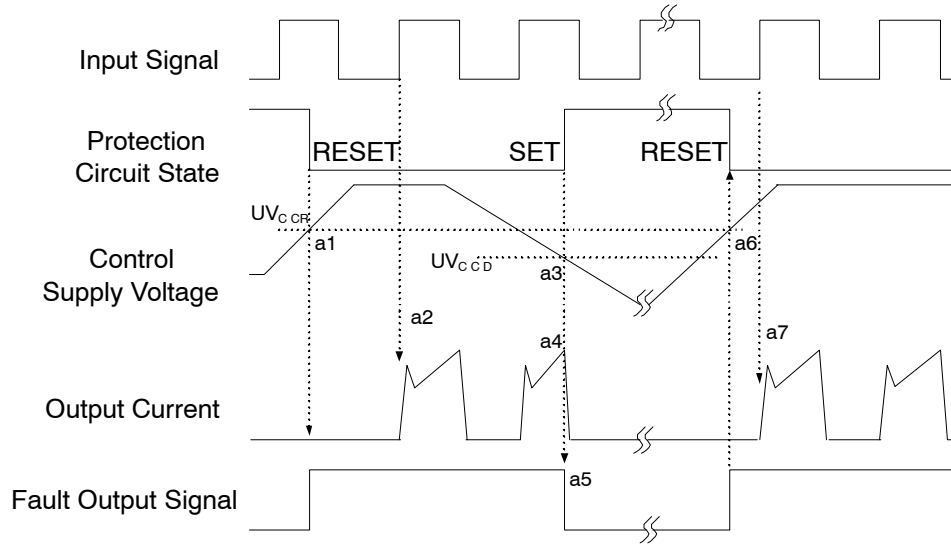 Input Signal
Protection
Circuit State
RESET
SET
RESET
UVCCR
a1
a6
Control
Supply Voltage
UVCCD
a3
a2
a7
a4
Output Current
a5
Fault Output Signal